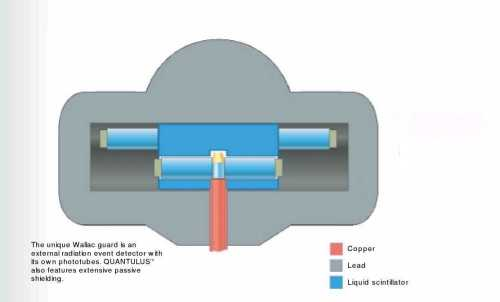 The unique Wallac guard is an
external radiation event detector with
its own phototubes. QUANTULUS™
also features extensive passive
shielding.
Copper
Lead
Liquid scintillator